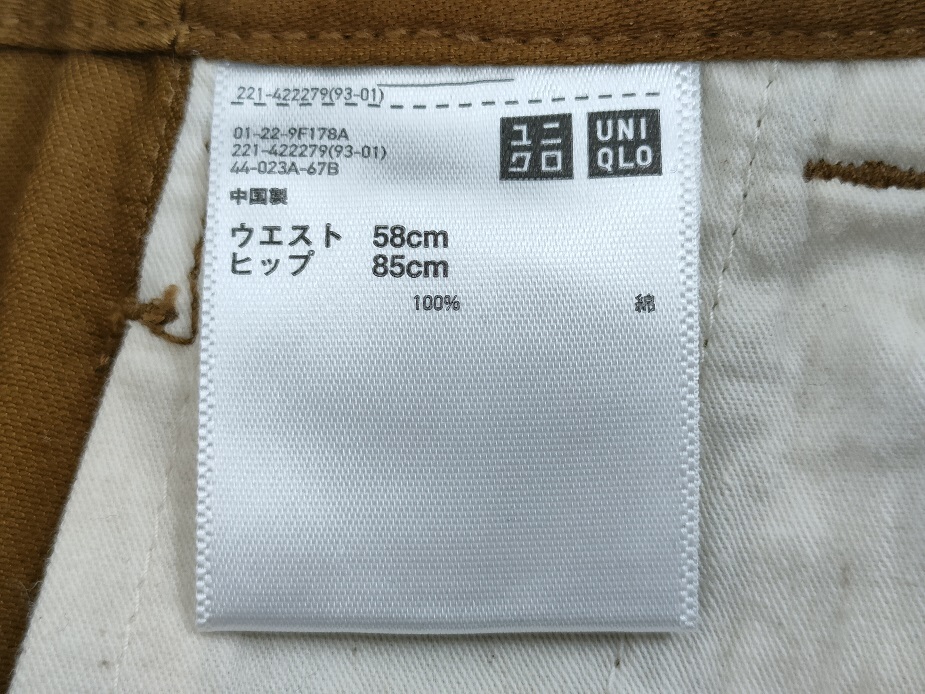 221-422279(93-01)
01-22-9F178A
221-422279(93-01)
44-023A-67B
中国製
ユニ
クロ
UNI
QLO
ウエスト 58cm
ヒップ 85cm
100% 綿